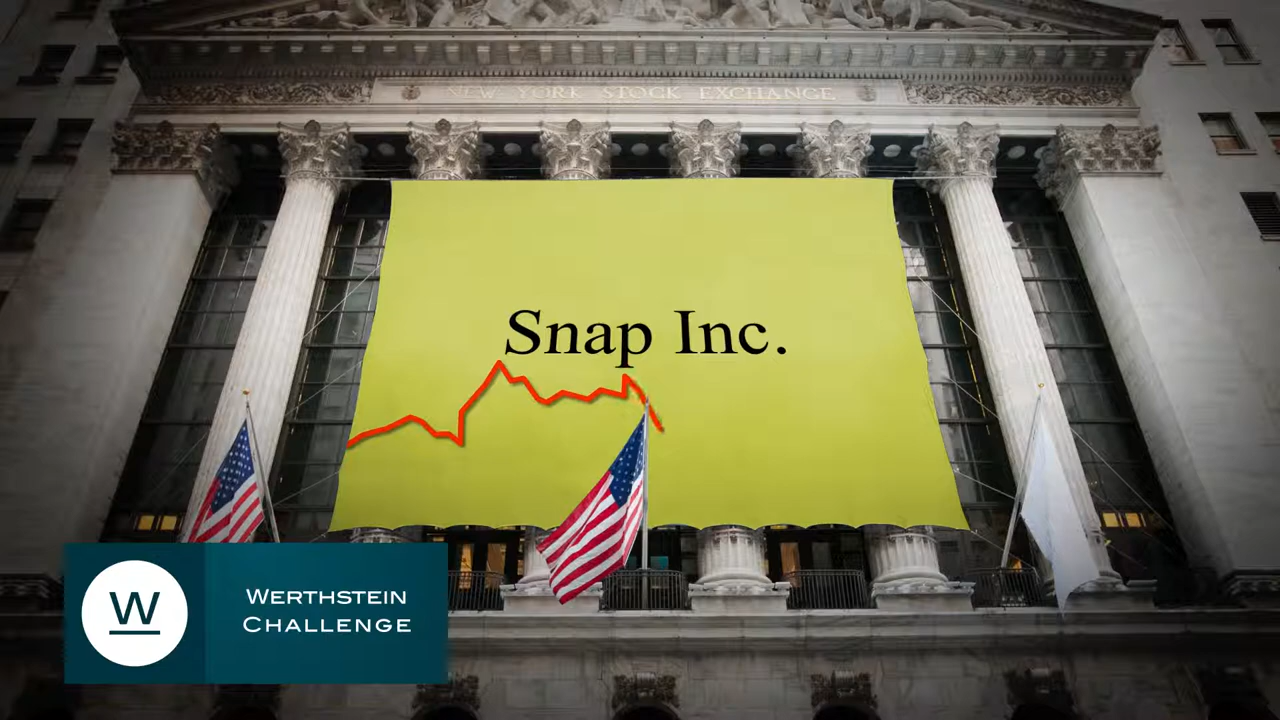 NEW YORK STOCK EXCHANGE
Snap Inc.
W
WERTHSTEIN
CHALLENGE